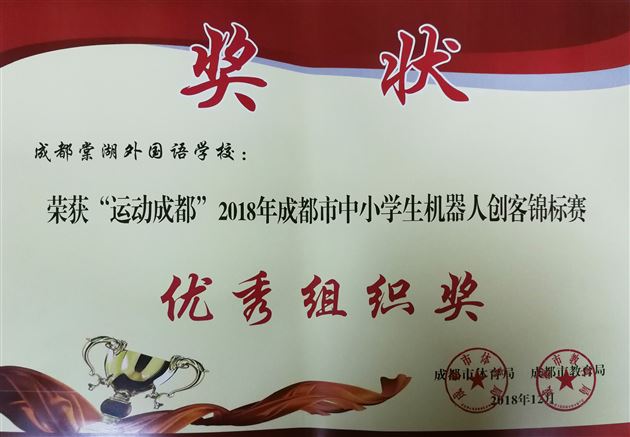 奖状
成都棠湖外国语学校：
荣获“运动成都”2018年成都市中小学生机器人创客锦标赛
优秀组织奖
成都市体育局 成都市教育局
2018年12月